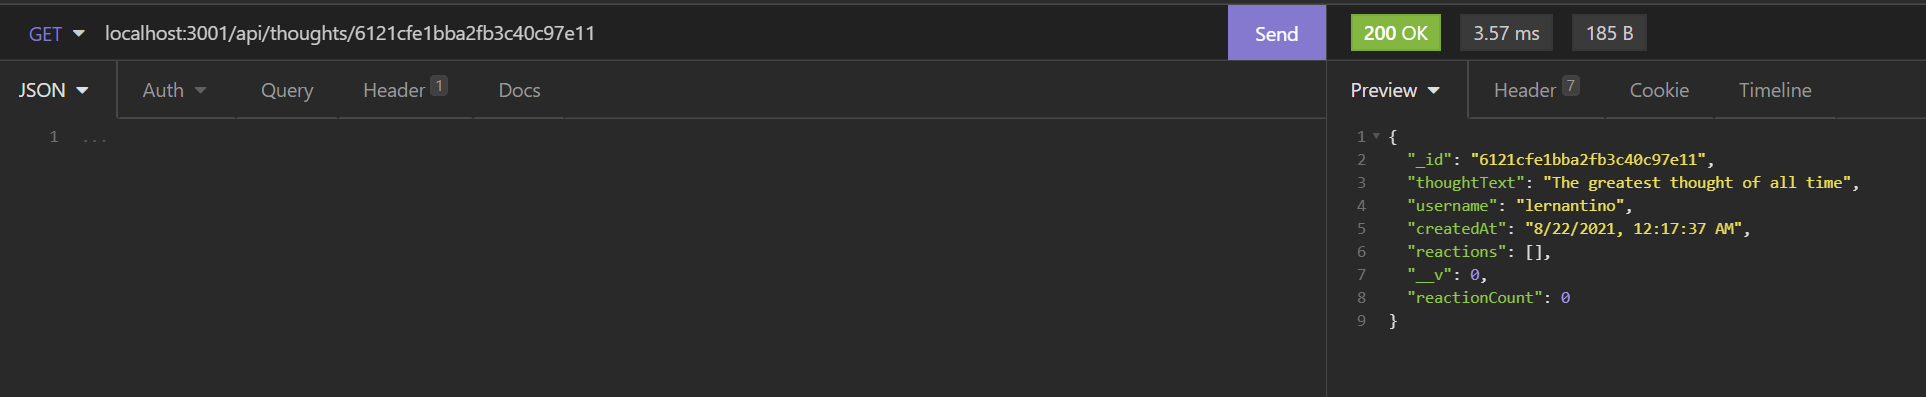 GET localhost:3001/api/thoughts/6121cfe1bba2fb3c40c97e11 Send 200 OK 3.57 ms 185 B
JSON Auth Query Header 1 Docs Preview Header 7 Cookie Timeline
1 ...
1 {
2 "_id": "6121cfe1bba2fb3c40c97e11",
3 "thoughtText": "The greatest thought of all time",
4 "username": "lernantino",
5 "createdAt": "8/22/2021, 12:17:37 AM",
6 "reactions": [],
7 "__v": 0,
8 "reactionCount": 0
9 }